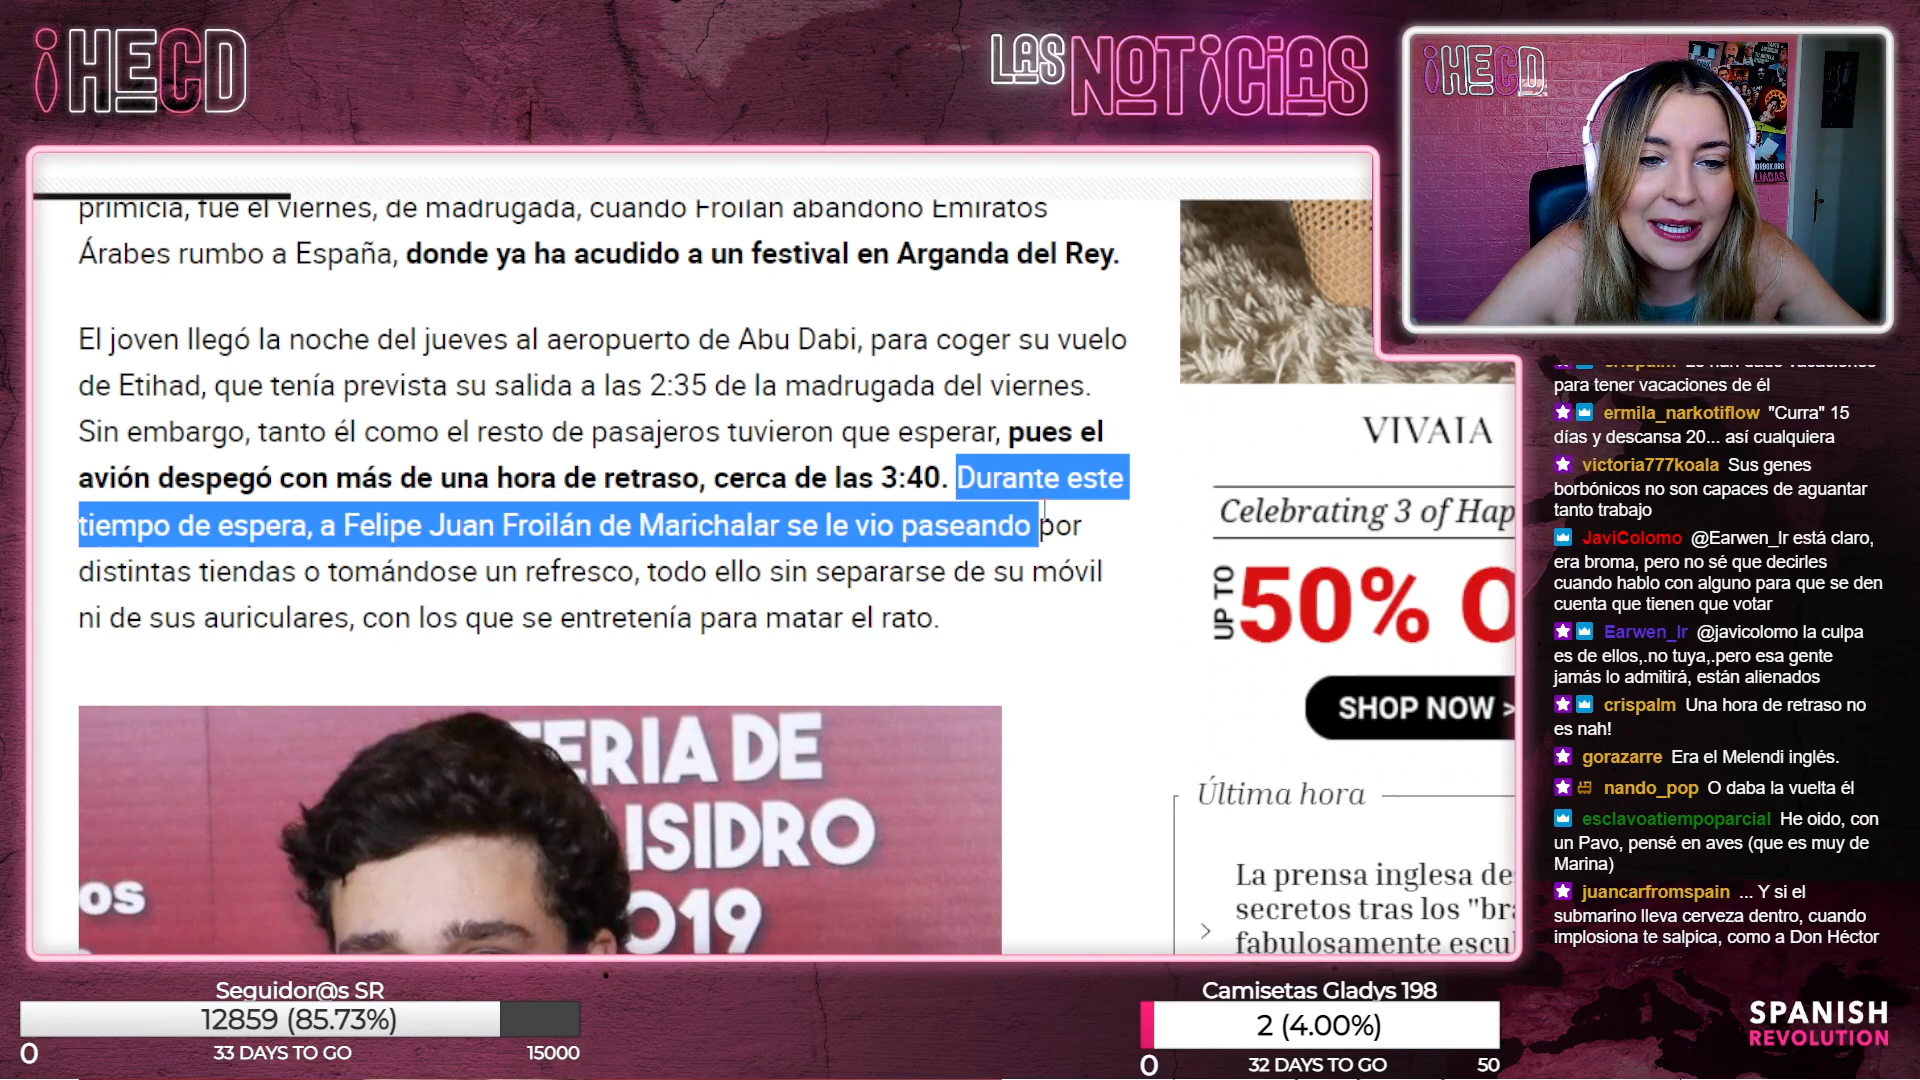 ¡HECD
LAS NOTICIAS
¡HECD
primicia, fue el viernes, de madrugada, cuando Froilán abandonó Emiratos
Árabes rumbo a España, donde ya ha acudido a un festival en Arganda del Rey.
El joven llegó la noche del jueves al aeropuerto de Abu Dabi, para coger su vuelo
de Etihad, que tenía prevista su salida a las 2:35 de la madrugada del viernes.
Sin embargo, tanto él como el resto de pasajeros tuvieron que esperar, pues el
avión despegó con más de una hora de retraso, cerca de las 3:40. Durante este
tiempo de espera, a Felipe Juan Froilán de Marichalar se le vio paseando por
distintas tiendas o tomándose un refresco, todo ello sin separarse de su móvil
ni de sus auriculares, con los que se entretenía para matar el rato.
FERIA DE
ISIDRO
2019
os
VIVAIA
Celebrating 3 of Hap
UP TO 50% O
SHOP NOW >
Última hora
La prensa inglesa de
secretos tras los "bra
fabulosamente escul
para tener vacaciones de él
ermila_narkotiflow "Curra" 15
días y descansa 20... así cualquiera
victoria777koala Sus genes
borbónicos no son capaces de aguantar
tanto trabajo
JaviColomo @Earwen_Ir está claro,
era broma, pero no sé que decirles
cuando hablo con alguno para que se den
cuenta que tienen que votar
Earwen_Ir @javicolomo la culpa
es de ellos,.no tuya,.pero esa gente
jamás lo admitirá, están alienados
crispalm Una hora de retraso no
es nah!
gorazarre Era el Melendi inglés.
nando_pop O daba la vuelta él
esclavoatiempoparcial He oido, con
un Pavo, pensé en aves (que es muy de
Marina)
juancarfromspain ... Y si el
submarino lleva cerveza dentro, cuando
implosiona te salpica, como a Don Héctor
Seguidor@s SR
12859 (85.73%)
0 33 DAYS TO GO 15000
Camisetas Gladys 198
2 (4.00%)
0 32 DAYS TO GO 50
SPANISH
REVOLUTION